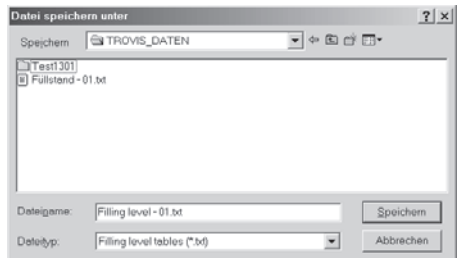 Datei speichern unter
Speichern TROVIS_DATEN
Test1301
Füllstand - 01.txt
Dateiname: Filling level - 01.txt Speichern
Dateityp: Filling level tables (*.txt) Abbrechen